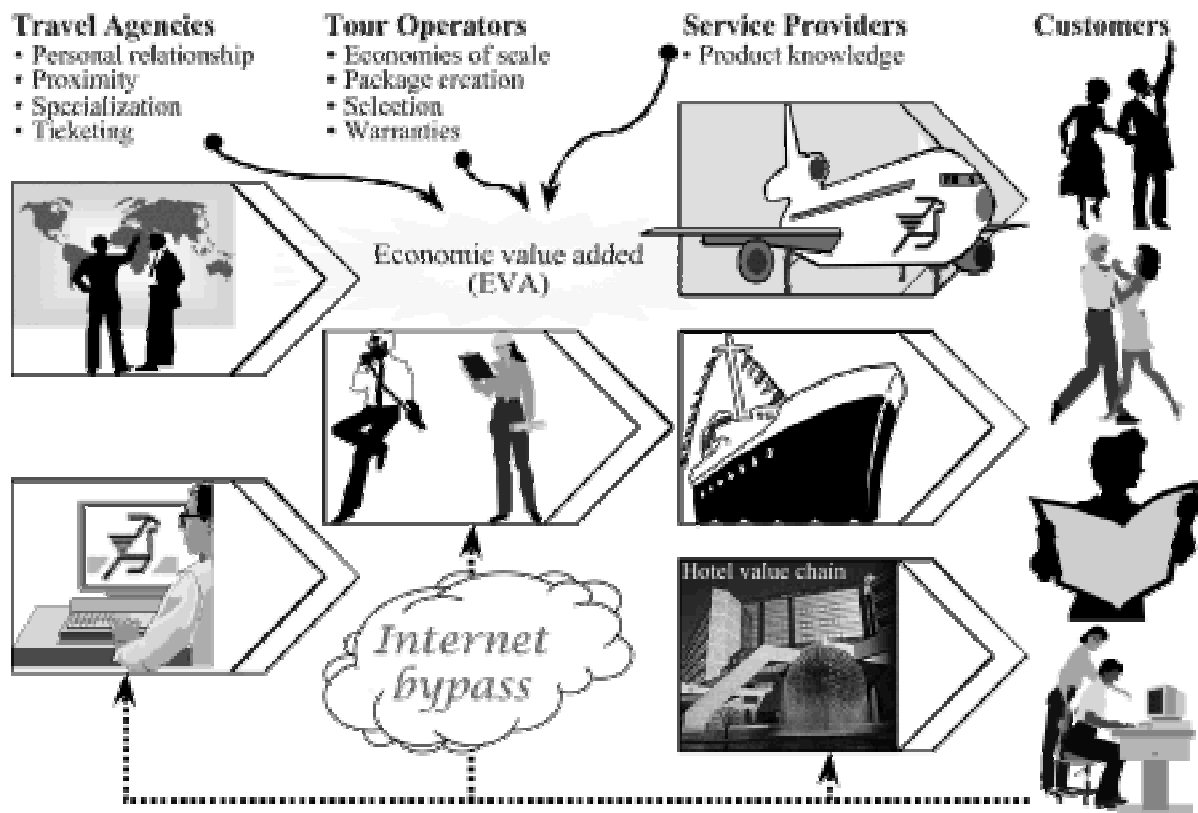 Travel Agencies
• Personal relationship
• Proximity
• Specialization
• Ticketing
Tour Operators
• Economies of scale
• Package creation
• Selection
• Warranties
Service Providers
• Product knowledge
Customers
Economic value added
(EVA)
Hotel value chain
Internet
bypass